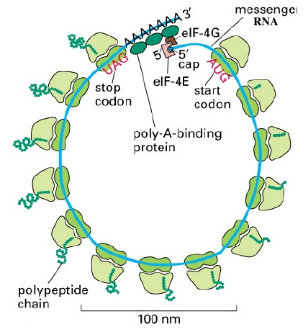 messenger
RNA
AAAAAAA 3′
eIF-4G
UAG
5′ 5′
cap
AUG
stop
codon
eIF-4E
start
codon
poly-A-binding
protein
polypeptide
chain
100 nm